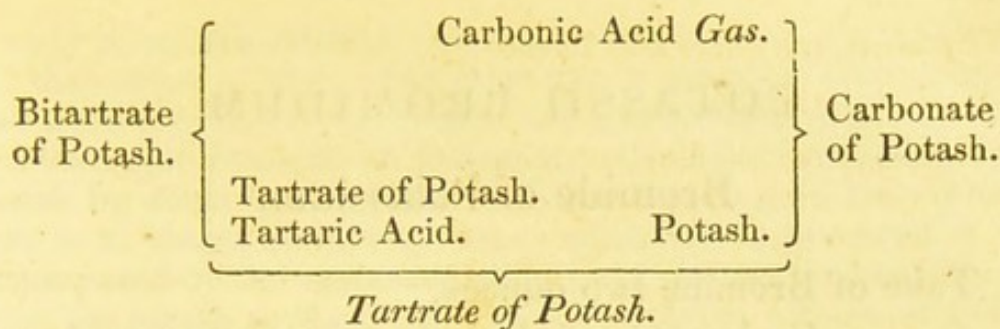 Carbonic Acid Gas.
Bitartrate
of Potash.
Carbonate
of Potash.
Tartrate of Potash.
Tartaric Acid. Potash.
Tartrate of Potash.